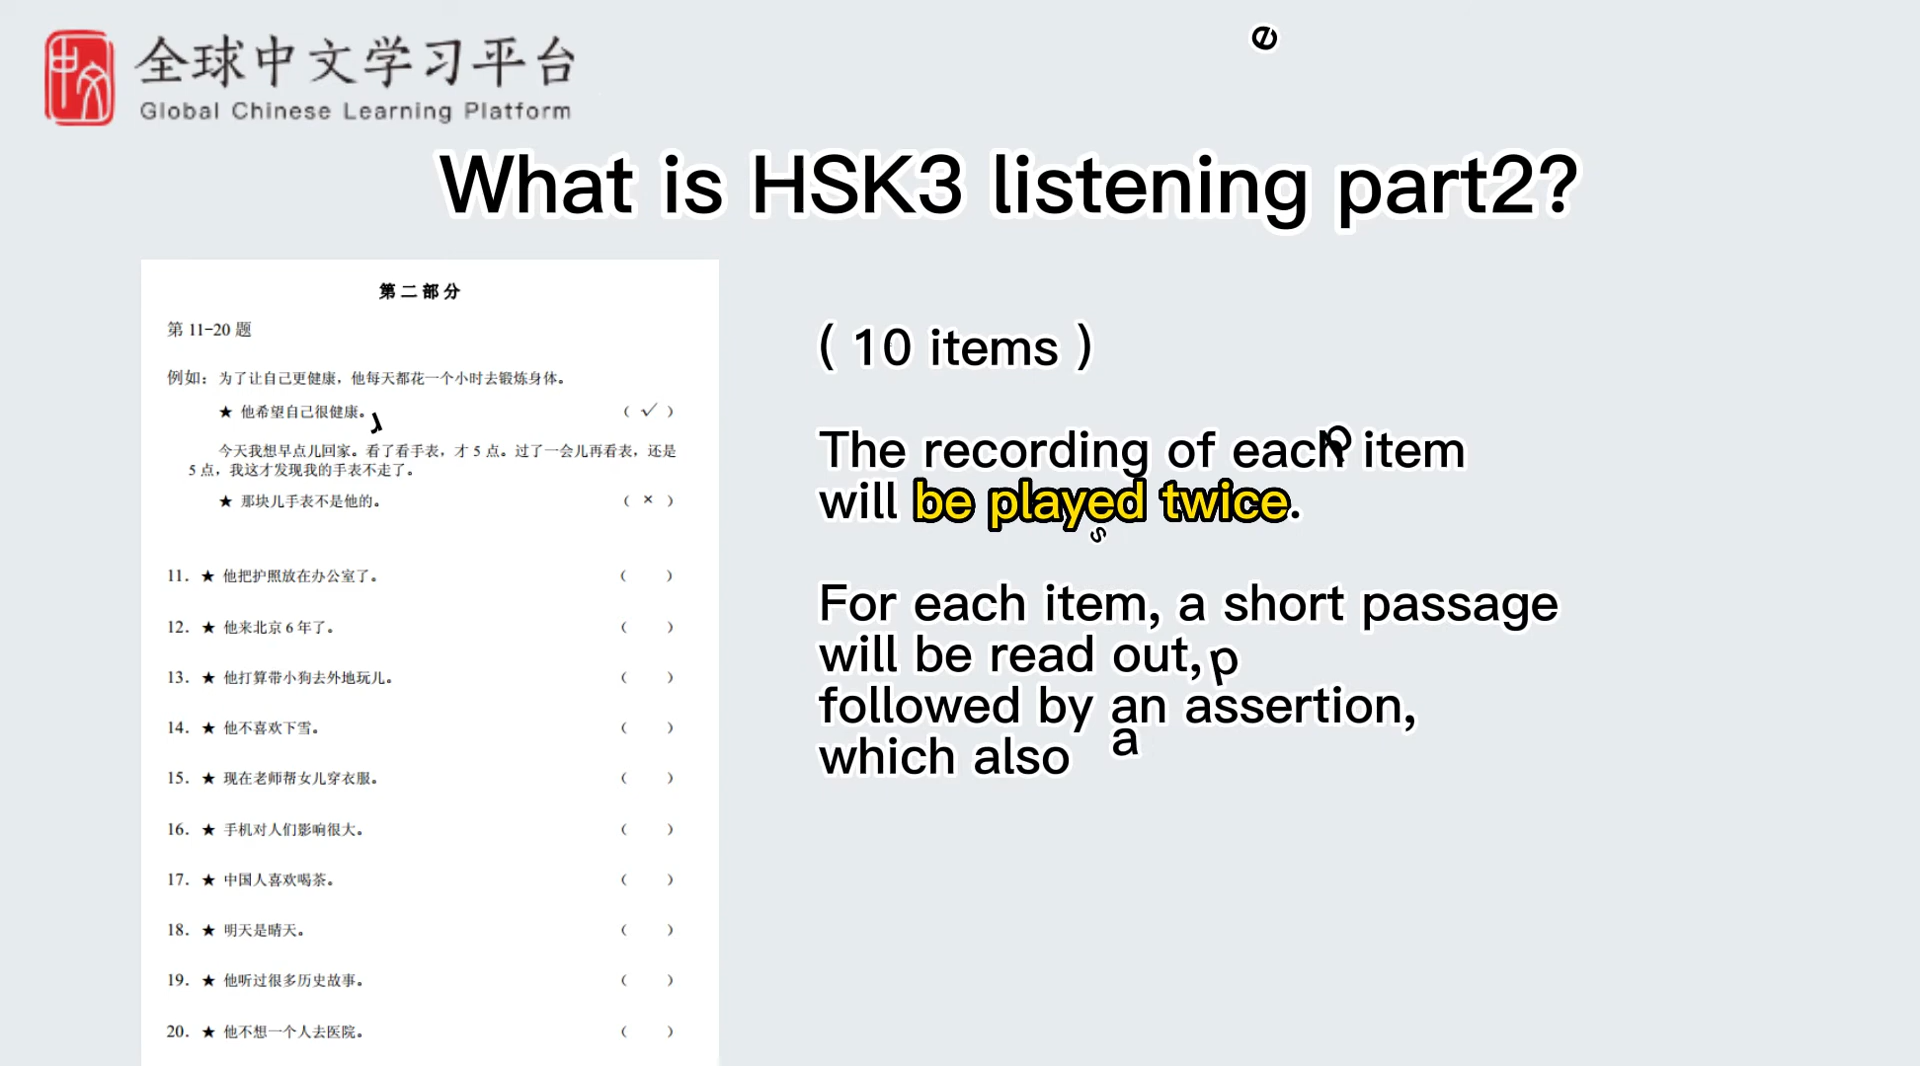 中文
全球中文学习平台
Global Chinese Learning Platform
What is HSK3 listening part2?
第二部分
第 11-20 题
例如：为了让自己更健康，他每天都花一个小时去锻炼身体。
★ 他希望自己很健康。 （ ✓ ）
今天我想早点儿回家。看了看手表，才 5 点。过了一会儿再看表，还是
5 点，我这才发现我的手表不走了。
★ 那块儿手表不是他的。 （ × ）
11. ★ 他把护照放在办公室了。 （ ）
12. ★ 他来北京 6 年了。 （ ）
13. ★ 他打算带小狗去外地玩儿。 （ ）
14. ★ 他不喜欢下雪。 （ ）
15. ★ 现在老师帮女儿穿衣服。 （ ）
16. ★ 手机对人们影响很大。 （ ）
17. ★ 中国人喜欢喝茶。 （ ）
18. ★ 明天是晴天。 （ ）
19. ★ 他听过很多历史故事。 （ ）
20. ★ 他不想一个人去医院。 （ ）
( 10 items )
The recording of each item
will be played twice.
For each item, a short passage
will be read out,
followed by an assertion,
which also